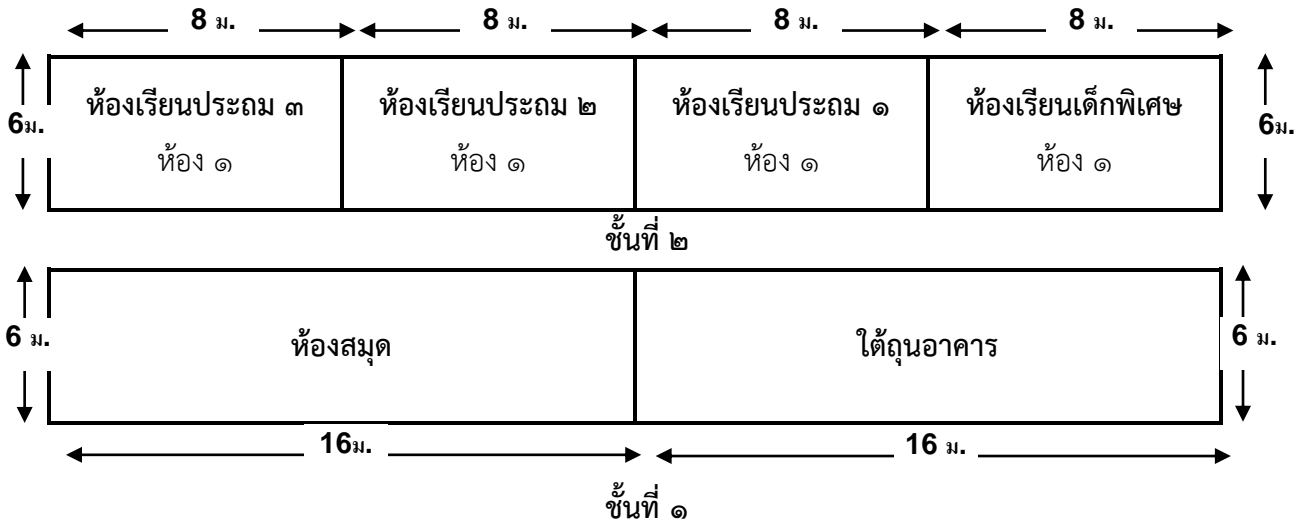 8 ม. 8 ม. 8 ม. 8 ม.
ห้องเรียนประถม ๓ ห้องเรียนประถม ๒ ห้องเรียนประถม ๑ ห้องเรียนเด็กพิเศษ
6ม. 6ม.
ห้อง ๑ ห้อง ๑ ห้อง ๑ ห้อง ๑
ชั้นที่ ๒
6 ม. ห้องสมุด ใต้ถุนอาคาร 6 ม.
16ม. 16 ม.
ชั้นที่ ๑